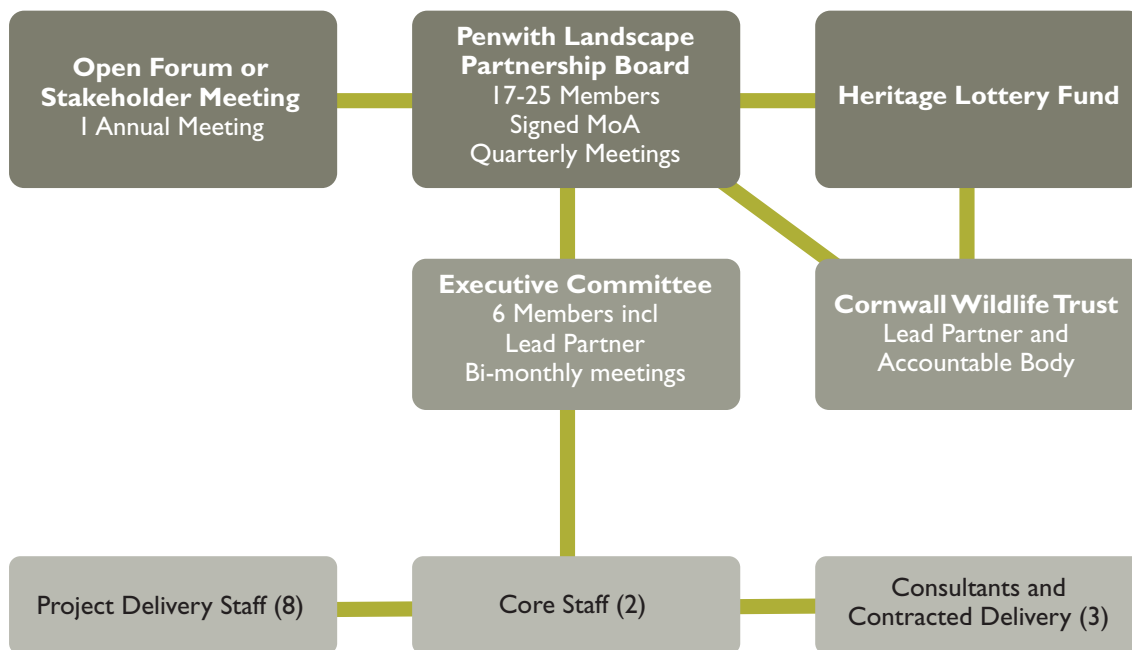 Open Forum or
Stakeholder Meeting
1 Annual Meeting
Penwith Landscape
Partnership Board
17-25 Members
Signed MoA
Quarterly Meetings
Heritage Lottery Fund
Executive Committee
6 Members incl
Lead Partner
Bi-monthly meetings
Cornwall Wildlife Trust
Lead Partner and
Accountable Body
Project Delivery Staff (8)
Core Staff (2)
Consultants and
Contracted Delivery (3)